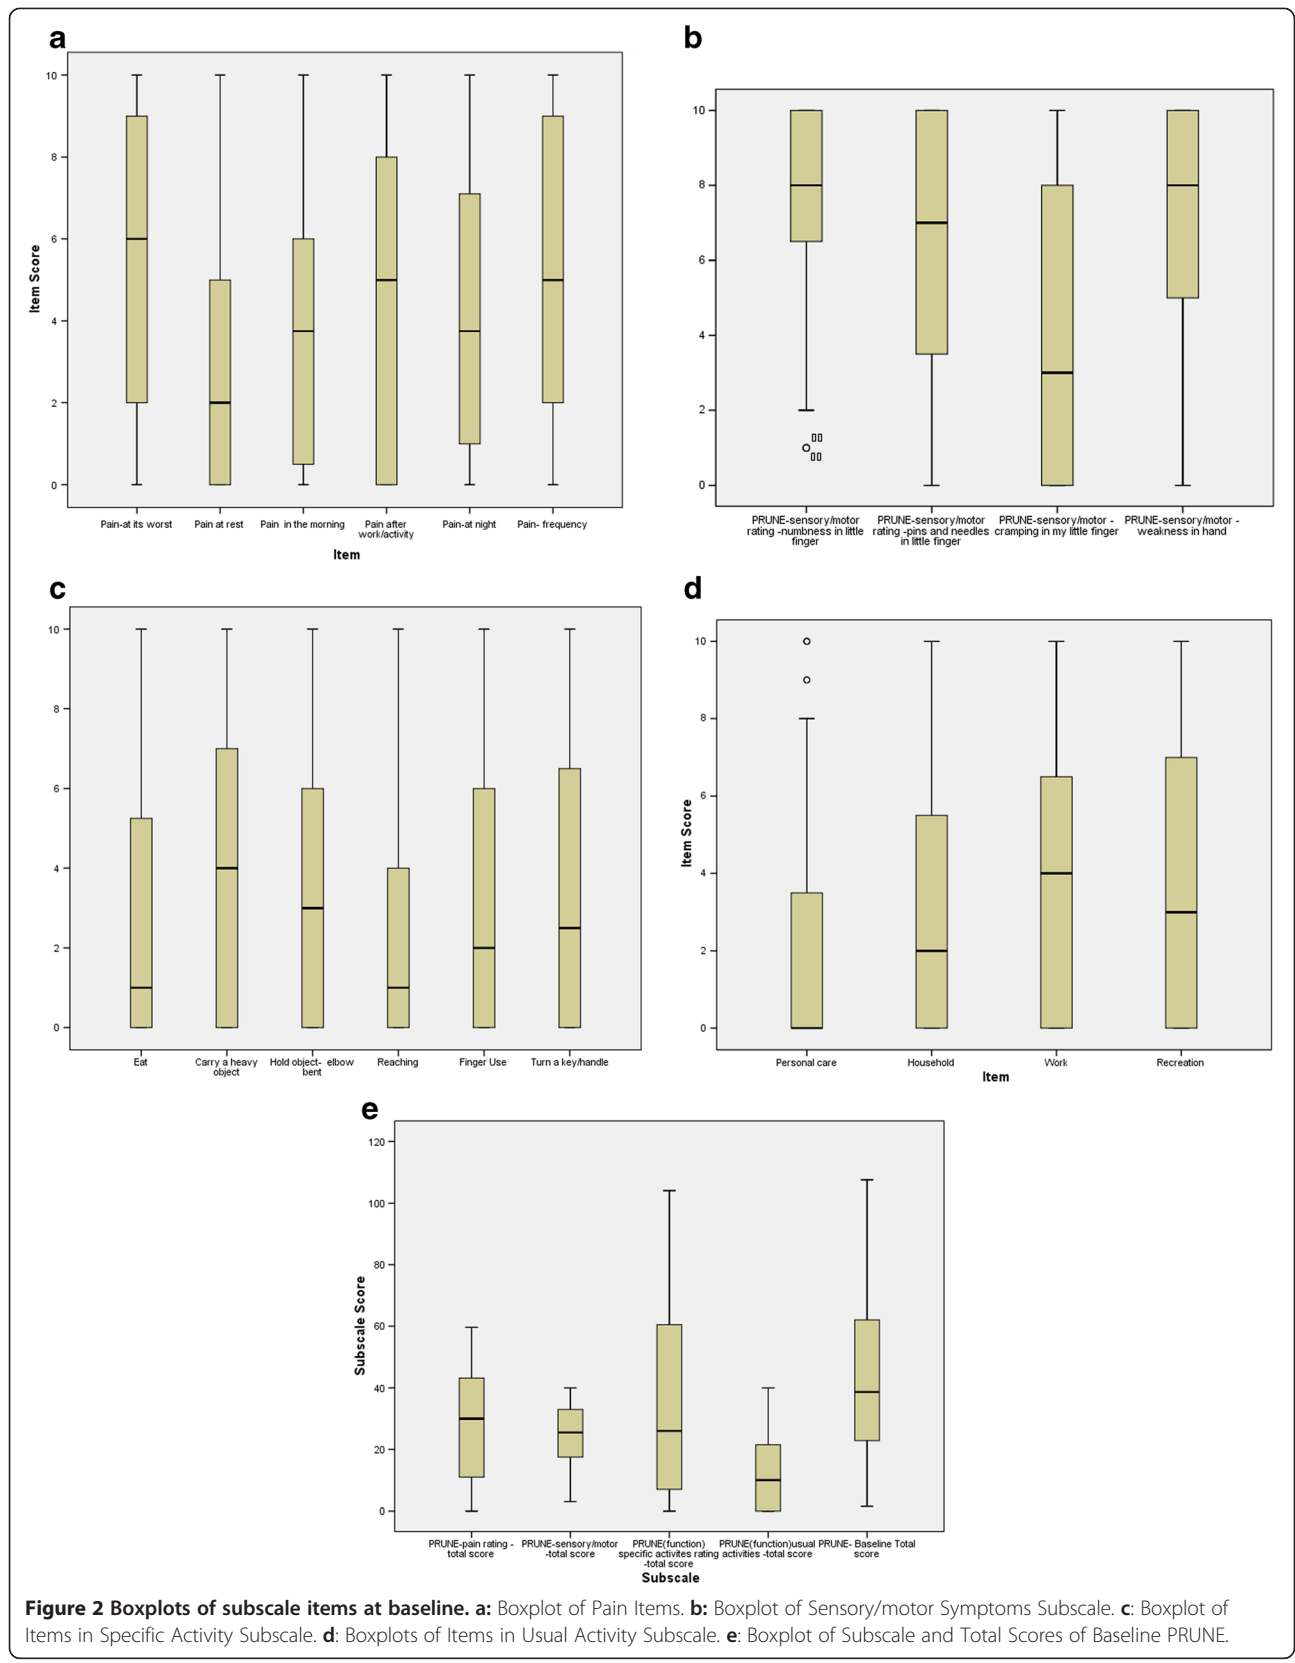 a
10
8
6
4
2
0
Item Score
Pain-at its worst
Pain at rest
Pain in the morning
Pain after
work/activity
Pain-at night
Pain- frequency
Item
b
10
8
6
4
2
0
PRUNE-sensory/motor
rating -numbness in little
finger
PRUNE-sensory/motor
rating -pins and needles
in little finger
PRUNE-sensory/motor -
cramping in my little finger
PRUNE-sensory/motor -
weakness in hand
c
10
8
6
4
2
0
Eat
Carry a heavy
object
Hold object- elbow
bent
Reaching
Finger Use
Turn a key/handle
d
10
8
6
4
2
0
Item Score
Personal care
Household
Work
Recreation
Item
e
120
100
80
60
40
20
0
Subscale Score
PRUNE-pain rating -
total score
PRUNE-sensory/motor
-total score
PRUNE(function)
specific activites rating
-total score
PRUNE(function)usual
activities -total score
PRUNE- Baseline Total
score
Subscale
Figure 2 Boxplots of subscale items at baseline. a: Boxplot of Pain Items. b: Boxplot of Sensory/motor Symptoms Subscale. c: Boxplot of
Items in Specific Activity Subscale. d: Boxplots of Items in Usual Activity Subscale. e: Boxplot of Subscale and Total Scores of Baseline PRUNE.